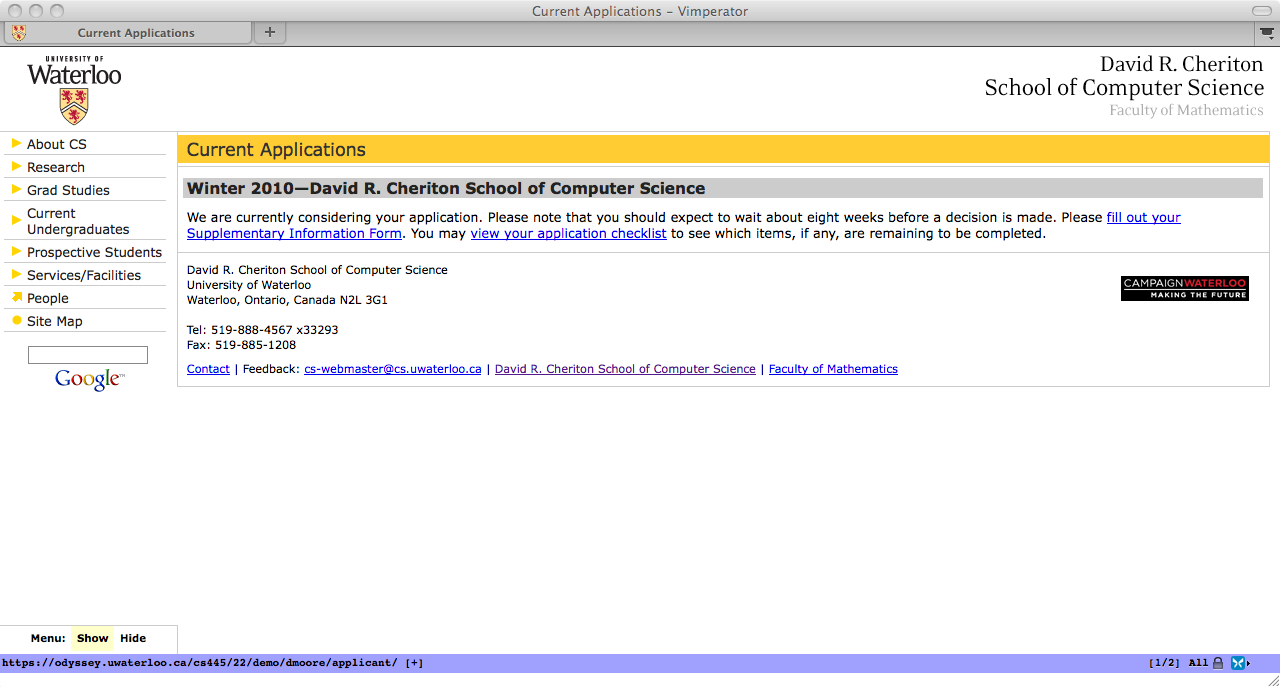 Current Applications – Vimperator
Current Applications
+
UNIVERSITY OF
Waterloo
David R. Cheriton
School of Computer Science
Faculty of Mathematics
About CS
Research
Grad Studies
Current
Undergraduates
Prospective Students
Services/Facilities
People
Site Map
Google™
Current Applications
Winter 2010—David R. Cheriton School of Computer Science
We are currently considering your application. Please note that you should expect to wait about eight weeks before a decision is made. Please fill out your
Supplementary Information Form. You may view your application checklist to see which items, if any, are remaining to be completed.
David R. Cheriton School of Computer Science
University of Waterloo
Waterloo, Ontario, Canada N2L 3G1
Tel: 519-888-4567 x33293
Fax: 519-885-1208
CAMPAIGNWATERLOO
MAKING THE FUTURE
Contact | Feedback: cs-webmaster@cs.uwaterloo.ca | David R. Cheriton School of Computer Science | Faculty of Mathematics
Menu: Show Hide
https://odyssey.uwaterloo.ca/cs445/22/demo/dmoore/applicant/ [+]
[1/2] All